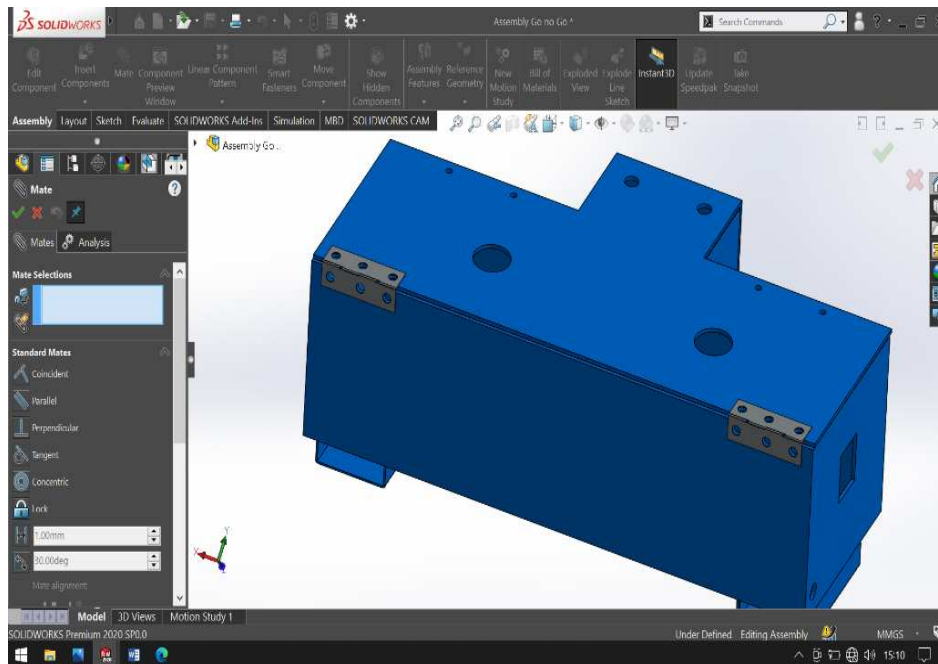 SOLIDWORKS
Assembly Go no Go *
Search Commands
Edit Component
Insert Components
Mate
Component Preview Window
Linear Component Pattern
Smart Fasteners
Move Component
Show Hidden Components
Assembly Features
Reference Geometry
New Motion Study
Bill of Materials
Exploded View
Explode Line Sketch
Instant3D
Update Speedpak
Take Snapshot
Assembly Layout Sketch Evaluate SOLIDWORKS Add-Ins Simulation MBD SOLIDWORKS CAM
Assembly Go...
Mate
Mates Analysis
Mate Selections
Standard Mates
Coincident
Parallel
Perpendicular
Tangent
Concentric
Lock
1.00mm
30.00deg
Mate alignment:
Y
X
Model 3D Views Motion Study 1
SOLIDWORKS Premium 2020 SP0.0
Under Defined Editing Assembly MMGS
15:10